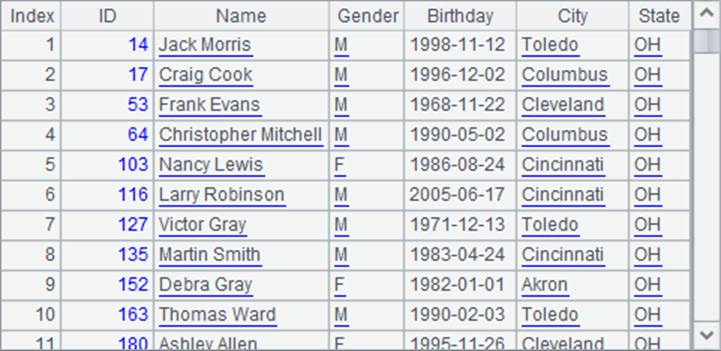 Index ID Name Gender Birthday City State
1 14 Jack Morris M 1998-11-12 Toledo OH
2 17 Craig Cook M 1996-12-02 Columbus OH
3 53 Frank Evans M 1968-11-22 Cleveland OH
4 64 Christopher Mitchell M 1990-05-02 Columbus OH
5 103 Nancy Lewis F 1986-08-24 Cincinnati OH
6 116 Larry Robinson M 2005-06-17 Cincinnati OH
7 127 Victor Gray M 1971-12-13 Toledo OH
8 135 Martin Smith M 1983-04-24 Cincinnati OH
9 152 Debra Gray F 1982-01-01 Akron OH
10 163 Thomas Ward M 1990-02-03 Toledo OH
11 180 Ashley Allen F 1995-11-26 Cleveland OH